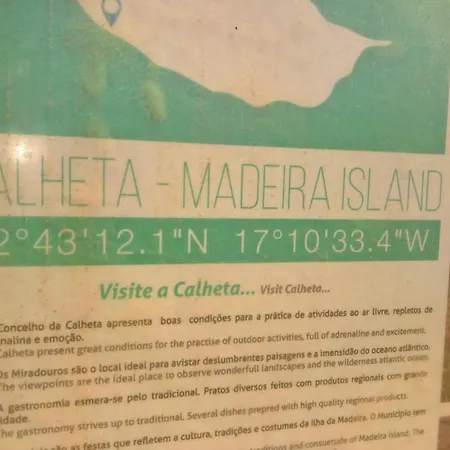 ALHETA - MADEIRA ISLAND
2°43'12.1"N 17°10'33.4"W
Visite a Calheta... Visit Calheta...
Concelho da Calheta apresenta boas condições para a prática de atividades ao ar livre, repletos de
nalina e emoção.
Calheta present great conditions for the practise of outdoor activities, full of adrenaline and excitement.
Os Miradouros são o local ideal para avistar deslumbrantes paisagens e a imensidão do oceano atlântico.
The viewpoints are the ideal place to observe wonderfull landscapes and the wilderness atlantic ocean.
A gastronomia esmera-se pelo tradicional. Pratos diversos feitos com produtos regionais com grande
idade.
The gastronomy strives up to traditional. Several dishes prepred with high quality regional products.
são as festas que refletem a cultura, tradições e costumes da Ilha da Madeira. O Município tem
and consuetude of Madeira Island. The